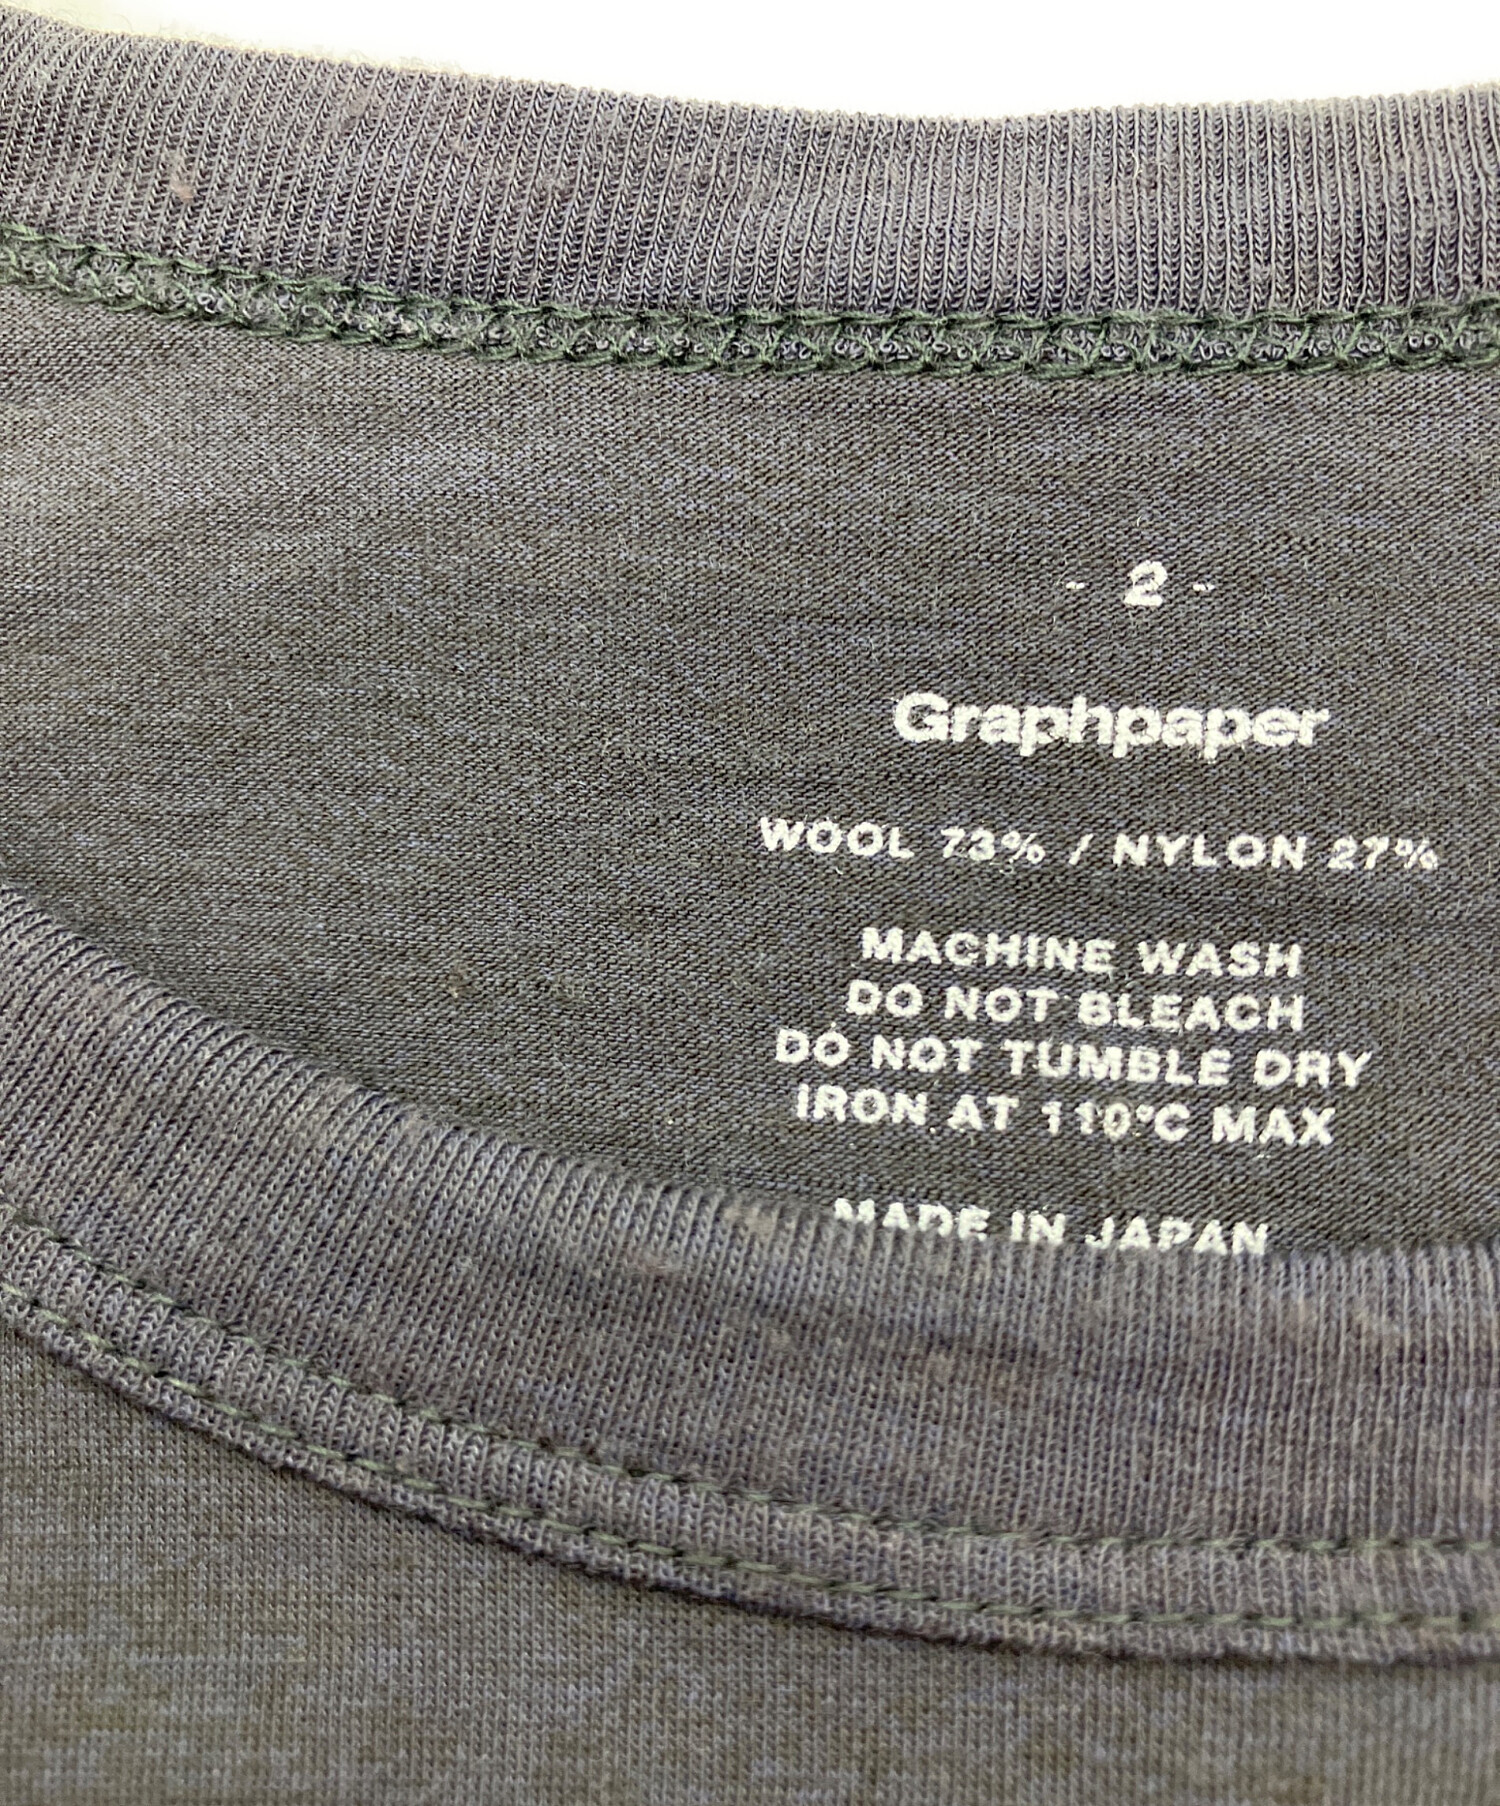 - 2 -
Graphpaper
WOOL 73% / NYLON 27%
MACHINE WASH
DO NOT BLEACH
DO NOT TUMBLE DRY
IRON AT 110°C MAX
MADE IN JAPAN